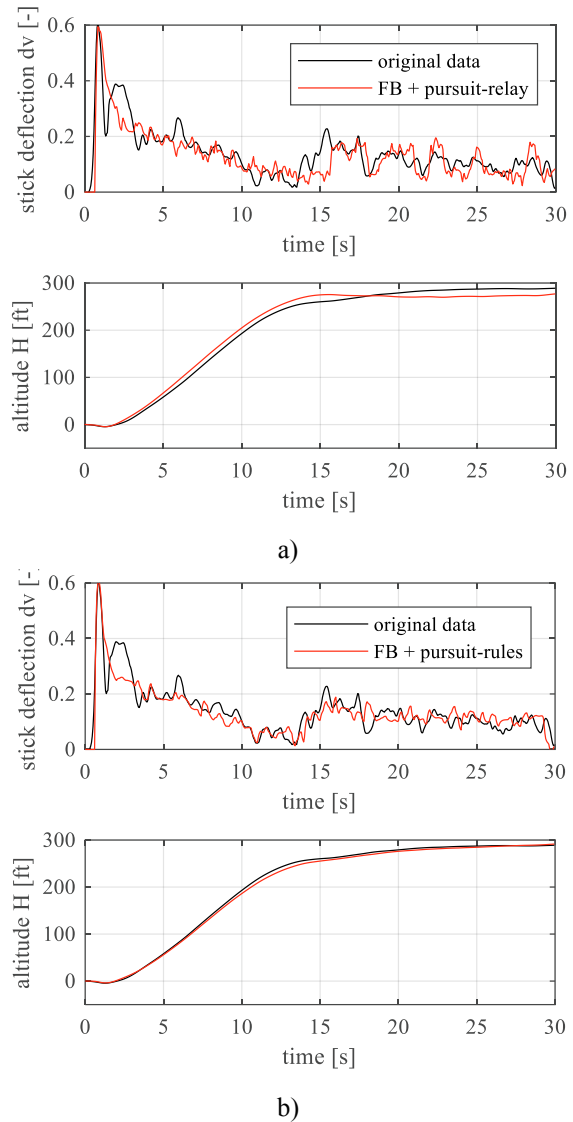 stick deflection dv [-]
0.6
0.4
0.2
0
original data
FB + pursuit-relay
0 5 10 15 20 25 30
time [s]
altitude H [ft]
300
200
100
0
0 5 10 15 20 25 30
time [s]
a)
stick deflection dv [-]
0.6
0.4
0.2
0
original data
FB + pursuit-rules
0 5 10 15 20 25 30
time [s]
altitude H [ft]
300
200
100
0
0 5 10 15 20 25 30
time [s]
b)